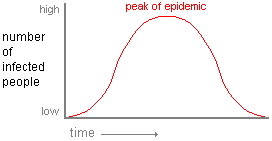 high
peak of epidemic
number
of
infected
people
low
time